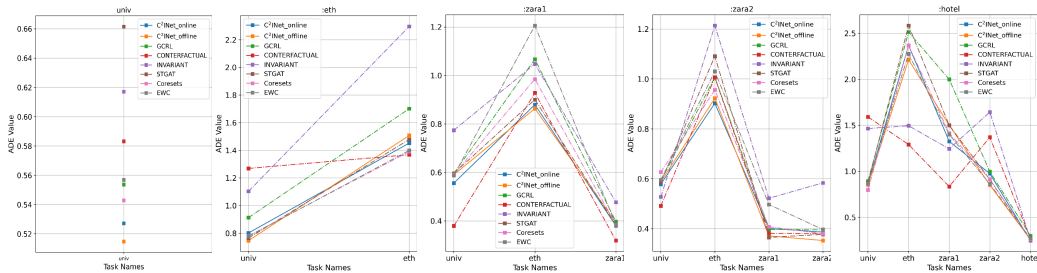 univ
ADE Value
0.66
0.64
0.62
0.60
0.58
0.56
0.54
0.52
C²INet_online
C²INet_offline
GCRL
CONTERFACTUAL
INVARIANT
STGAT
Coresets
EWC
univ
Task Names
:eth
ADE Value
2.2
2.0
1.8
1.6
1.4
1.2
1.0
0.8
C²INet_online
C²INet_offline
GCRL
CONTERFACTUAL
INVARIANT
STGAT
Coresets
EWC
univ
eth
Task Names
:zara1
ADE Value
1.2
1.0
0.8
0.6
0.4
C²INet_online
C²INet_offline
GCRL
CONTERFACTUAL
INVARIANT
STGAT
Coresets
EWC
univ
eth
zara1
Task Names
:zara2
ADE Value
1.2
1.0
0.8
0.6
0.4
C²INet_online
C²INet_offline
GCRL
CONTERFACTUAL
INVARIANT
STGAT
Coresets
EWC
univ
eth
zara1
zara2
Task Names
:hotel
ADE Value
2.5
2.0
1.5
1.0
0.5
C²INet_online
C²INet_offline
GCRL
CONTERFACTUAL
INVARIANT
STGAT
Coresets
EWC
univ
eth
zara1
zara2
hotel
Task Names